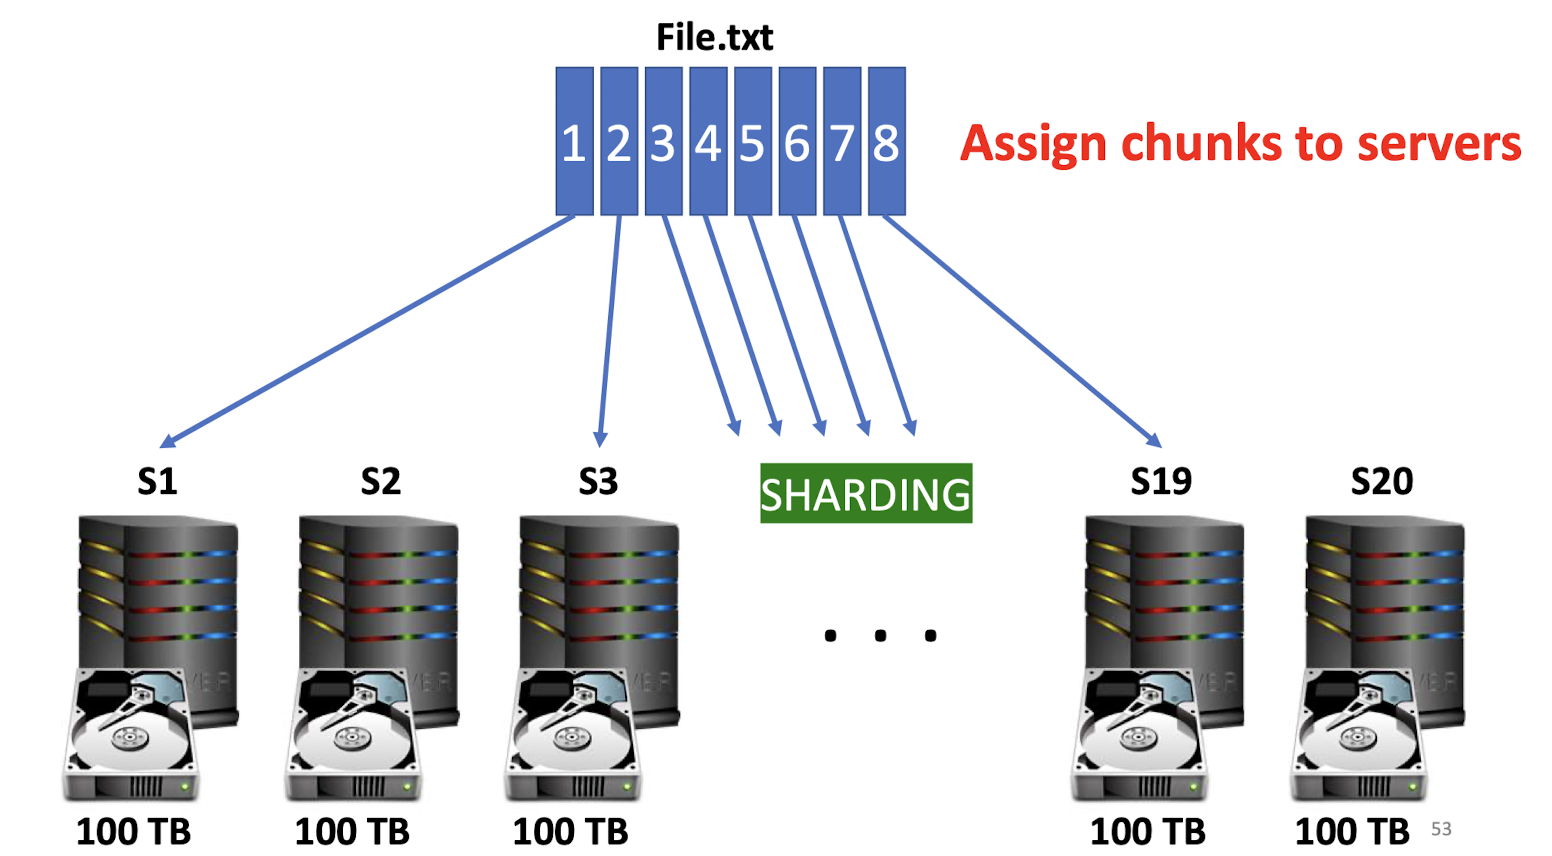 File.txt
1 2 3 4 5 6 7 8
Assign chunks to servers
S1 S2 S3 S19 S20
SHARDING
. . .
100 TB 100 TB 100 TB 100 TB 100 TB
53